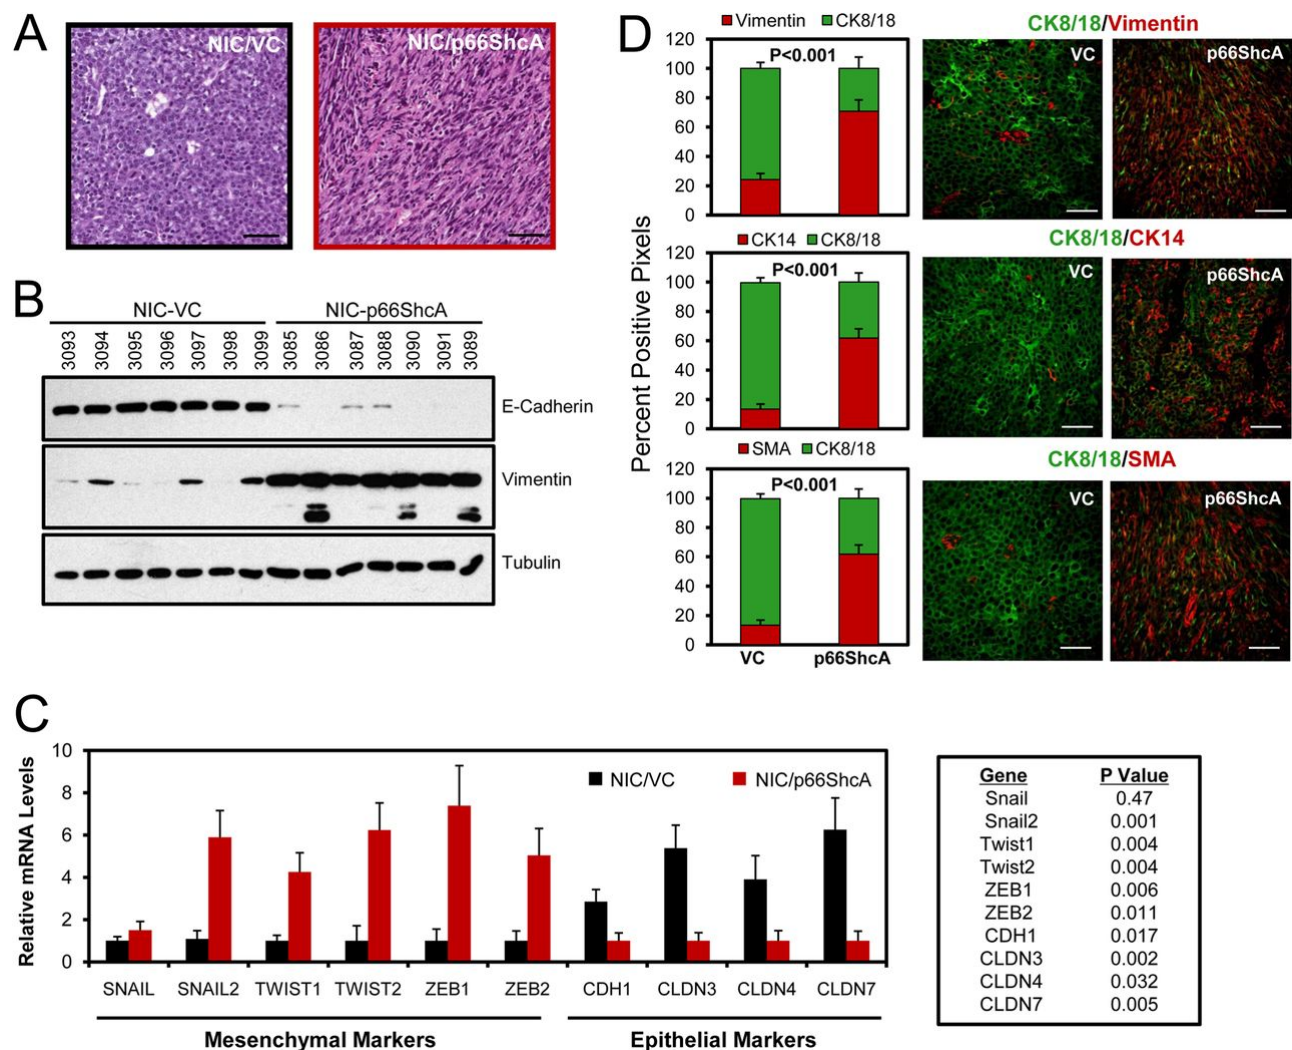 A
NIC/VC
NIC/p66ShcA
B
NIC-VC
NIC-p66ShcA
3093
3094
3095
3096
3097
3098
3099
3085
3086
3087
3088
3090
3091
3089
E-Cadherin
Vimentin
Tubulin
C
Relative mRNA Levels
10
8
6
4
2
0
NIC/VC
NIC/p66ShcA
SNAIL SNAIL2 TWIST1 TWIST2 ZEB1 ZEB2 CDH1 CLDN3 CLDN4 CLDN7
Mesenchymal Markers
Epithelial Markers
Gene P Value
Snail 0.47
Snail2 0.001
Twist1 0.004
Twist2 0.004
ZEB1 0.006
ZEB2 0.011
CDH1 0.017
CLDN3 0.002
CLDN4 0.032
CLDN7 0.005
D
Percent Positive Pixels
Vimentin CK8/18
120
100
80
60
40
20
0
P<0.001
CK8/18/Vimentin
VC
p66ShcA
CK14 CK8/18
120
100
80
60
40
20
0
P<0.001
CK8/18/CK14
VC
p66ShcA
SMA CK8/18
120
100
80
60
40
20
0
P<0.001
VC p66ShcA
CK8/18/SMA
VC
p66ShcA